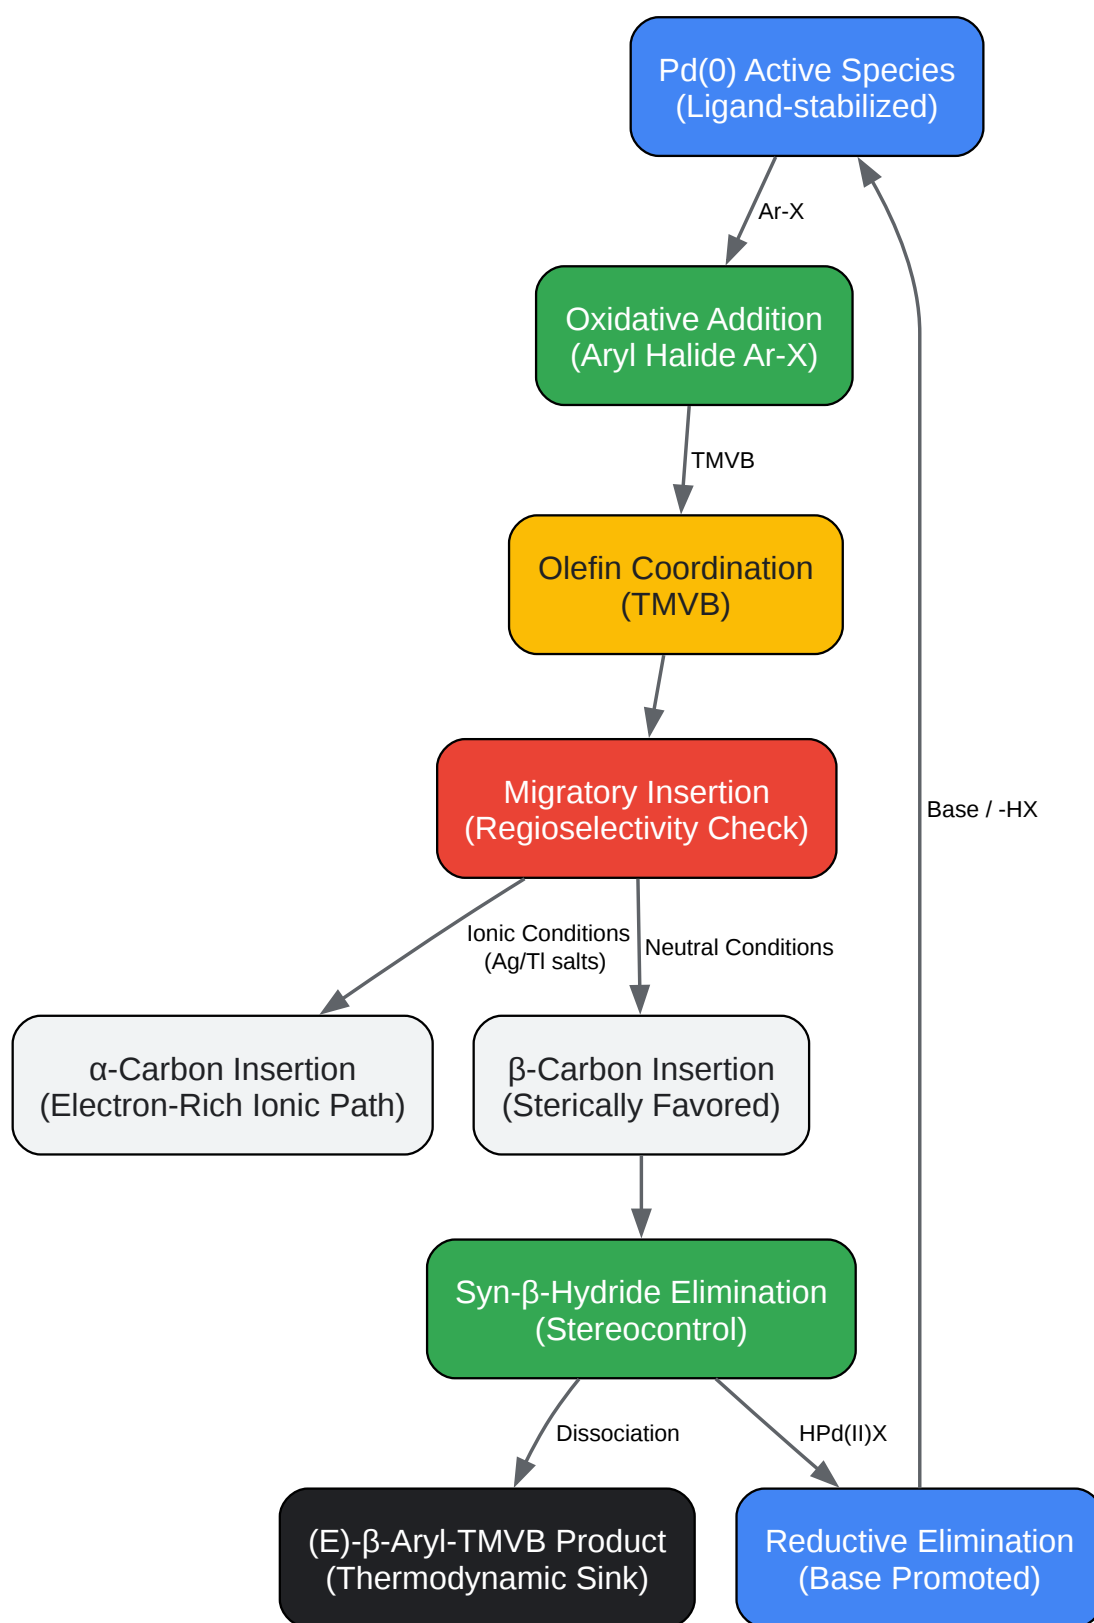 Pd(0) Active Species
(Ligand-stabilized)
Ar-X
Oxidative Addition
(Aryl Halide Ar-X)
TMVB
Olefin Coordination
(TMVB)
Migratory Insertion
(Regioselectivity Check)
Base / -HX
Ionic Conditions
(Ag/Tl salts)
Neutral Conditions
α-Carbon Insertion
(Electron-Rich Ionic Path)
β-Carbon Insertion
(Sterically Favored)
Syn-β-Hydride Elimination
(Stereocontrol)
Dissociation
HPd(II)X
(E)-β-Aryl-TMVB Product
(Thermodynamic Sink)
Reductive Elimination
(Base Promoted)